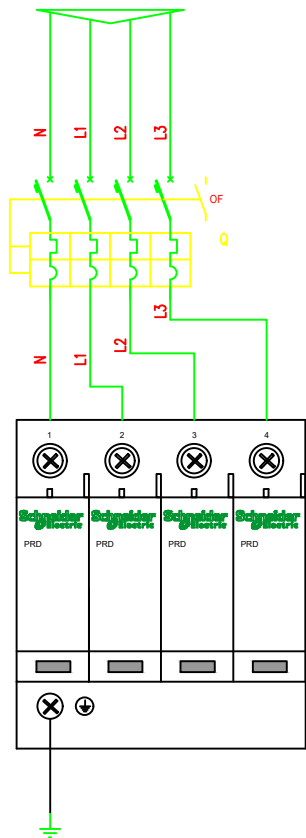 N L1 L2 L3
OF
Q
N L1 L2 L3
1 2 3 4
Schneider Schneider Schneider Schneider
Electric Electric Electric Electric
PRD PRD PRD PRD